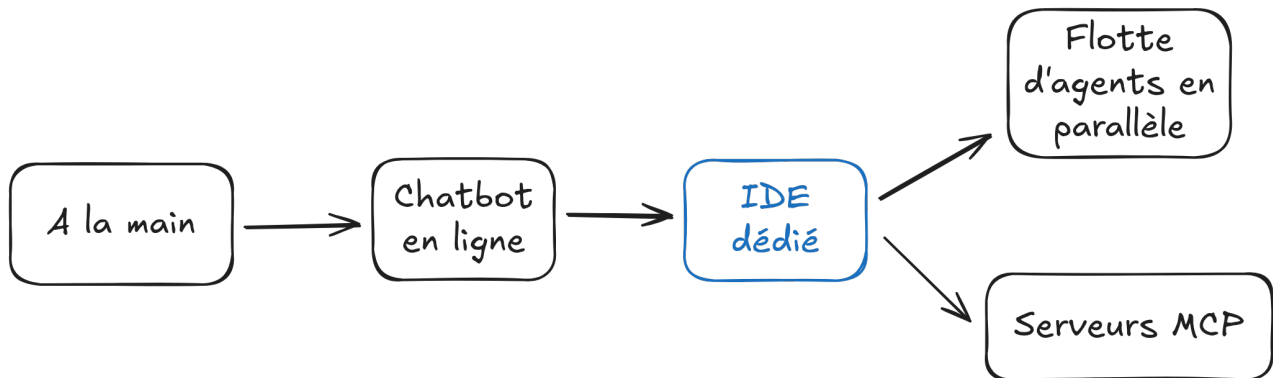 A la main
Chatbot
en ligne
IDE
dédié
Flotte
d'agents en
parallèle
Serveurs MCP